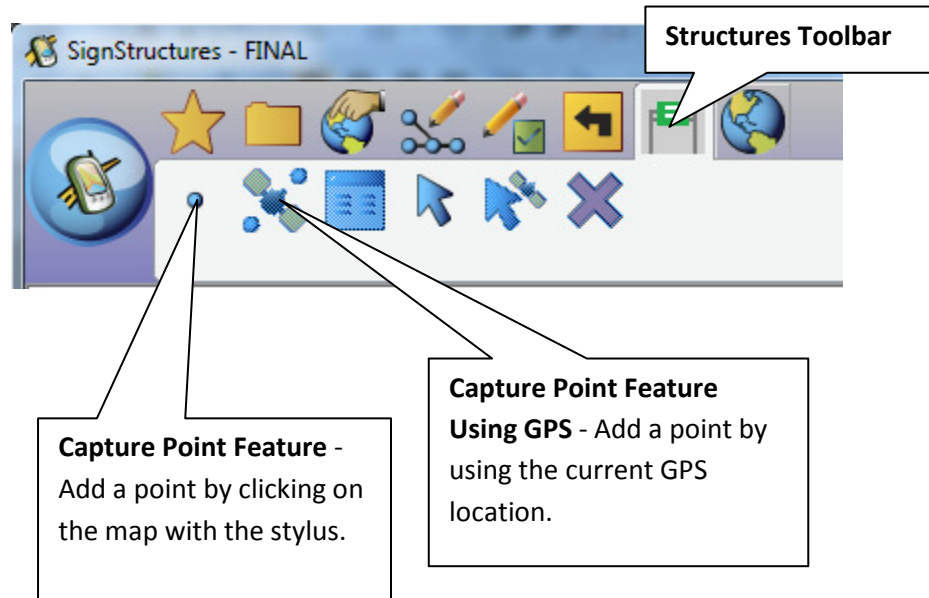 Structures Toolbar
SignStructures - FINAL
Capture Point Feature -
Add a point by clicking on
the map with the stylus.
Capture Point Feature
Using GPS - Add a point by
using the current GPS
location.